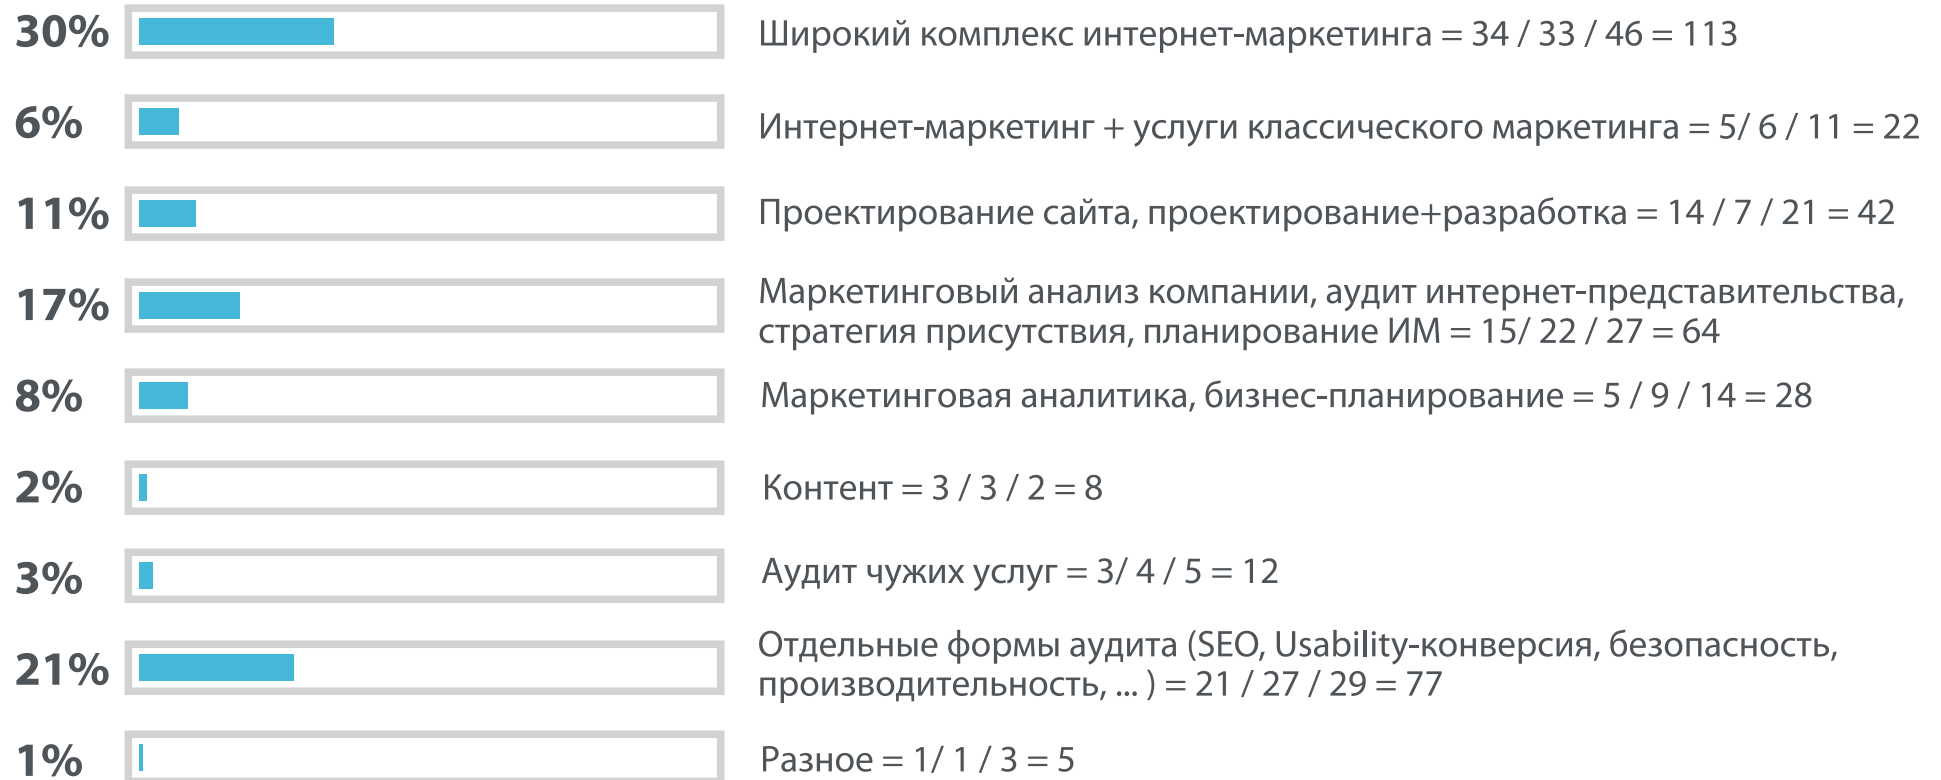 30%
Широкий комплекс интернет-маркетинга = 34 / 33 / 46 = 113
6%
Интернет-маркетинг + услуги классического маркетинга = 5/ 6 / 11 = 22
11%
Проектирование сайта, проектирование+разработка = 14 / 7 / 21 = 42
17%
Маркетинговый анализ компании, аудит интернет-представительства,
стратегия присутствия, планирование ИМ = 15/ 22 / 27 = 64
8%
Маркетинговая аналитика, бизнес-планирование = 5 / 9 / 14 = 28
2%
Контент = 3 / 3 / 2 = 8
3%
Аудит чужих услуг = 3/ 4 / 5 = 12
21%
Отдельные формы аудита (SEO, Usability-конверсия, безопасность,
производительность, ... ) = 21 / 27 / 29 = 77
1%
Разное = 1/ 1 / 3 = 5